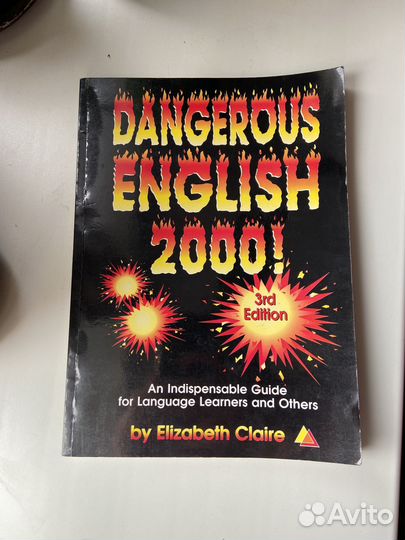 DANGEROUS
ENGLISH
2000!
3rd
Edition
An Indispensable Guide
for Language Learners and Others
by Elizabeth Claire
Avito